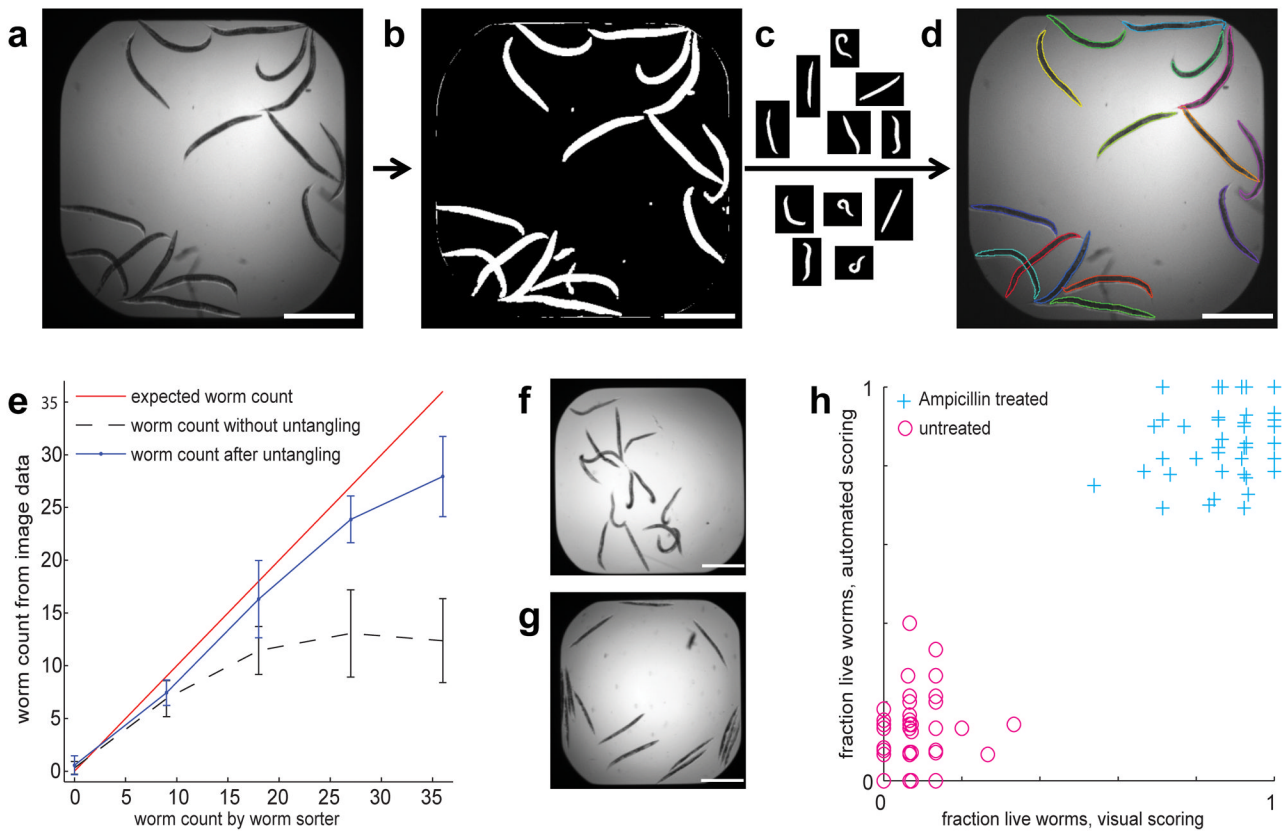 a
b
c
d
e
expected worm count
worm count without untangling
worm count after untangling
worm count from image data
35
30
25
20
15
10
5
0
0
5
10
15
20
25
30
35
worm count by worm sorter
f
g
h
Ampicillin treated
untreated
fraction live worms, automated scoring
1
0
0
1
fraction live worms, visual scoring